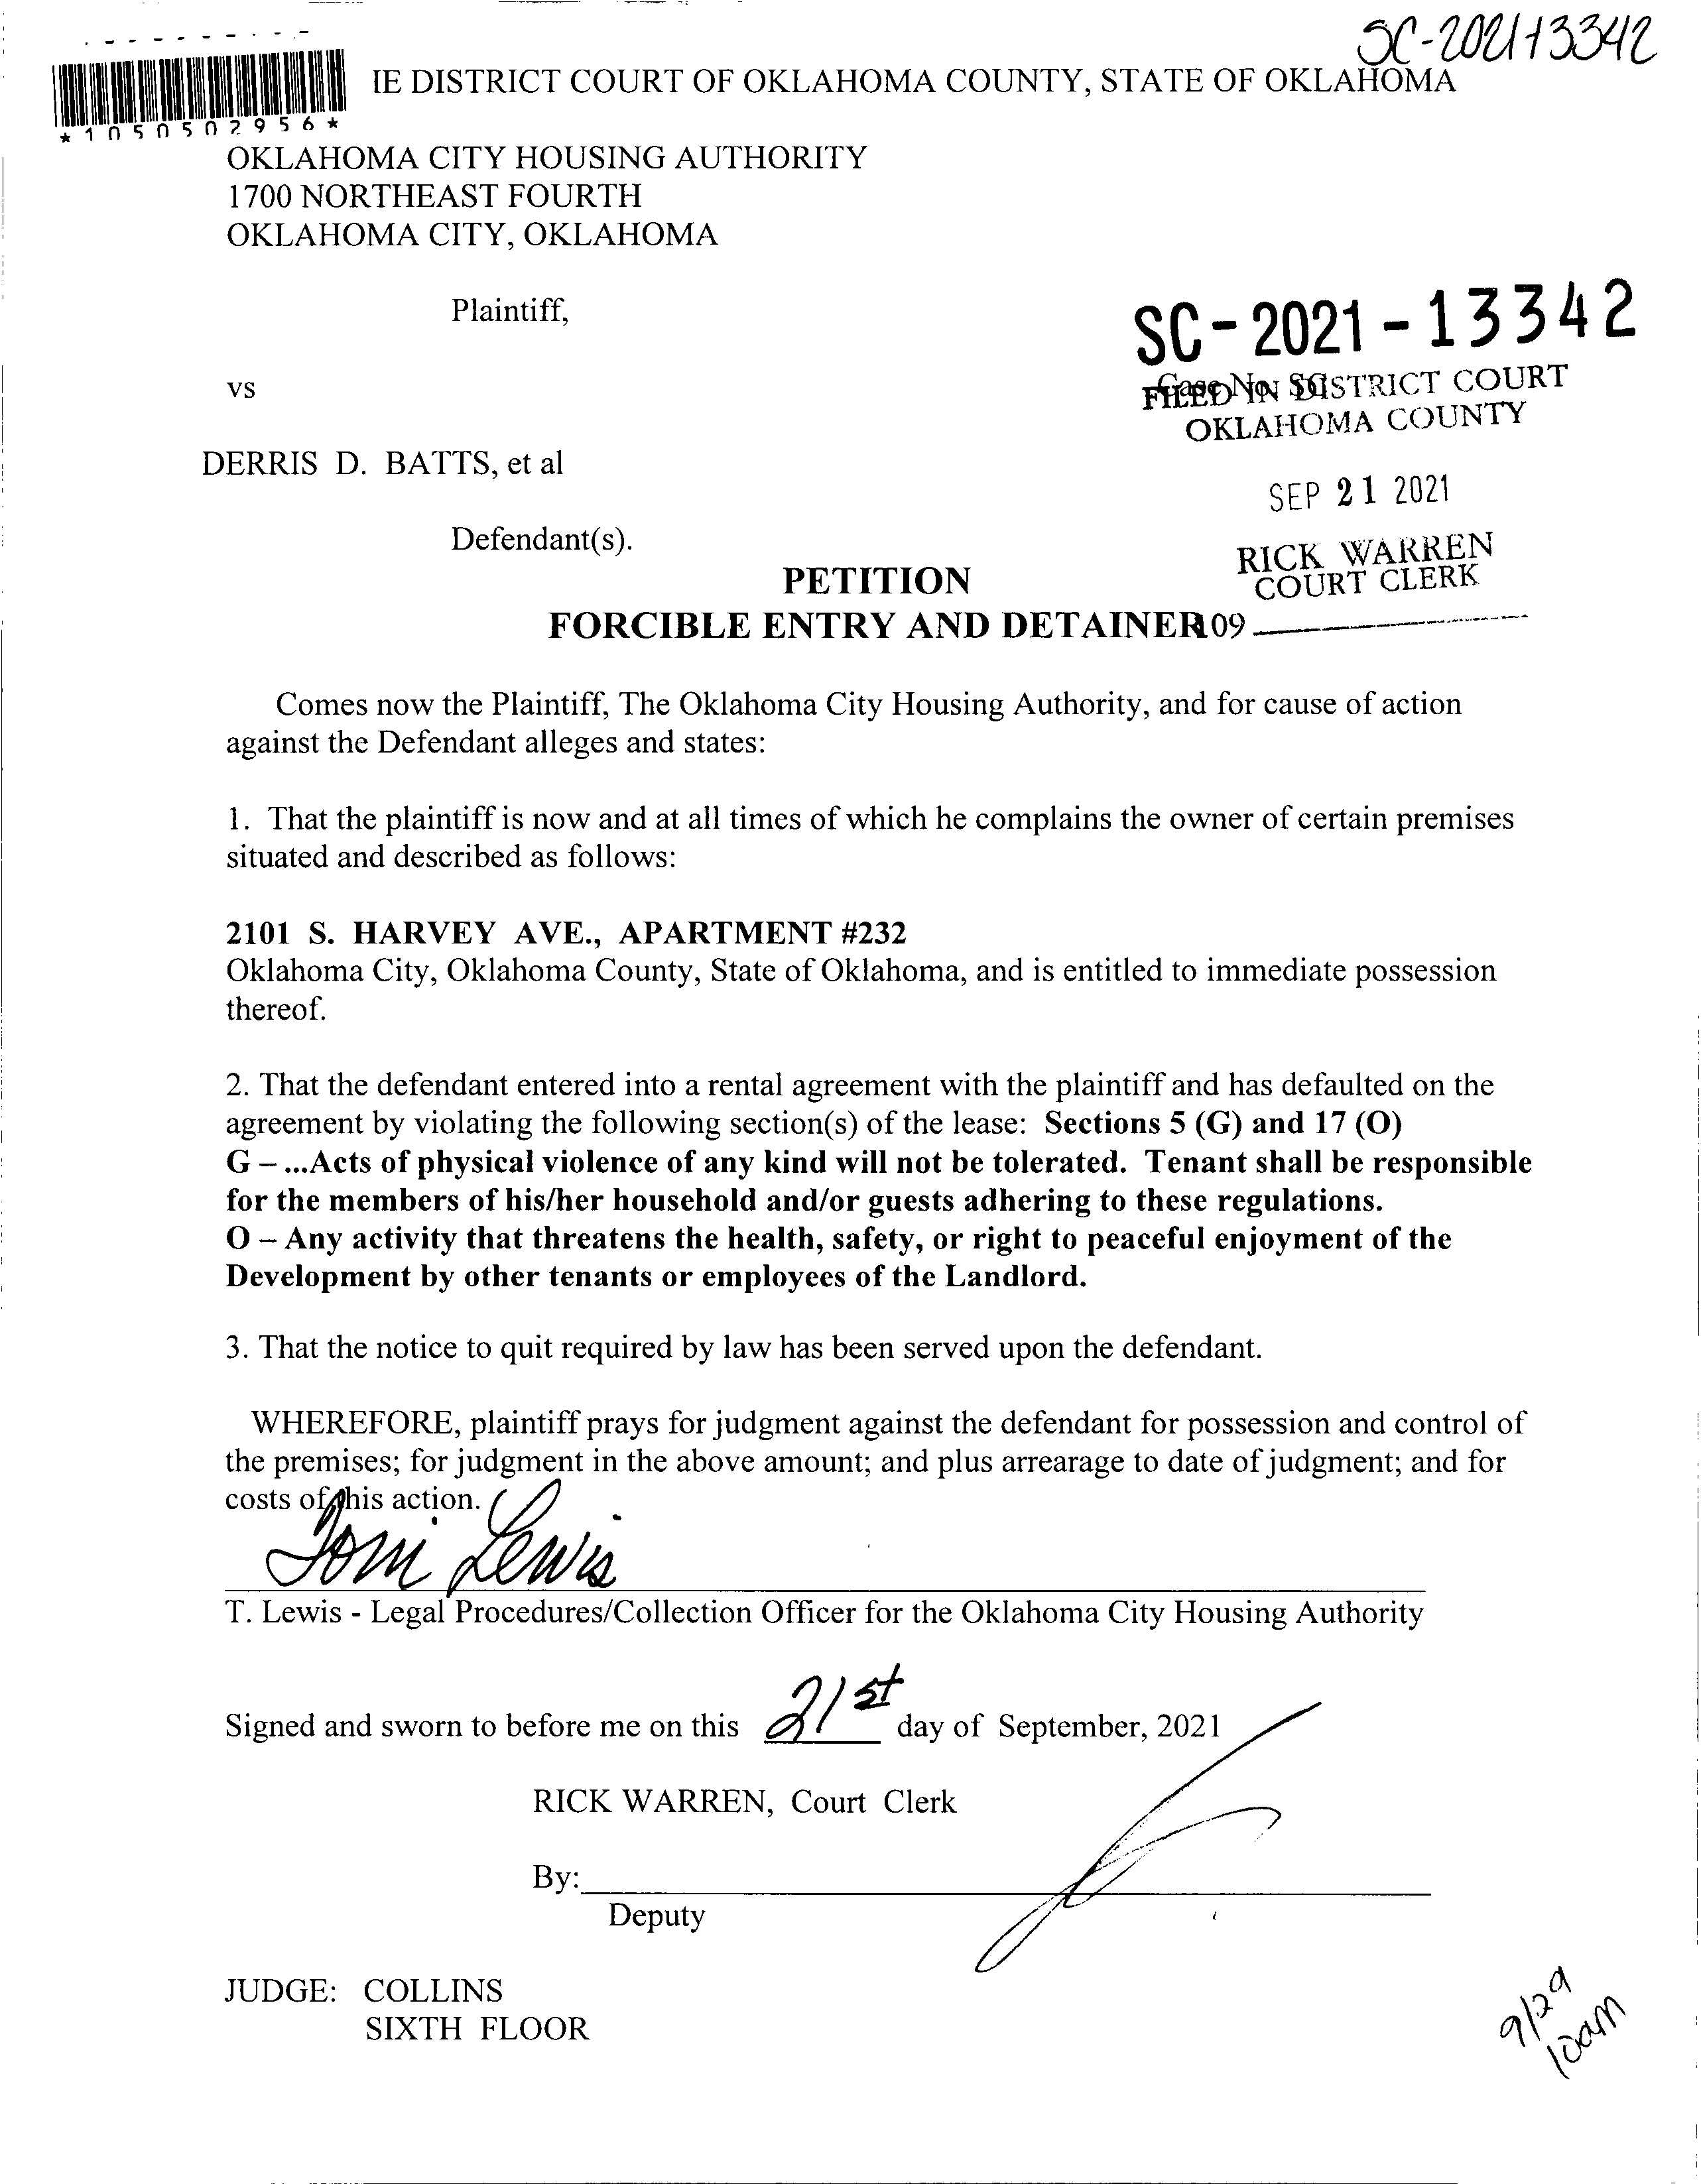 SC-2021-13342
IE DISTRICT COURT OF OKLAHOMA COUNTY, STATE OF OKLAHOMA
*1050502956*
OKLAHOMA CITY HOUSING AUTHORITY
1700 NORTHEAST FOURTH
OKLAHOMA CITY, OKLAHOMA
Plaintiff,
SC-2021-13342
vs
Case No. SC
FILED IN DISTRICT COURT
OKLAHOMA COUNTY
DERRIS D. BATTS, et al
SEP 21 2021
Defendant(s).
RICK WARREN
COURT CLERK
PETITION
FORCIBLE ENTRY AND DETAINER
109
Comes now the Plaintiff, The Oklahoma City Housing Authority, and for cause of action
against the Defendant alleges and states:
1. That the plaintiff is now and at all times of which he complains the owner of certain premises
situated and described as follows:
2101 S. HARVEY AVE., APARTMENT #232
Oklahoma City, Oklahoma County, State of Oklahoma, and is entitled to immediate possession
thereof.
2. That the defendant entered into a rental agreement with the plaintiff and has defaulted on the
agreement by violating the following section(s) of the lease: Sections 5 (G) and 17 (O)
G – ...Acts of physical violence of any kind will not be tolerated. Tenant shall be responsible
for the members of his/her household and/or guests adhering to these regulations.
O – Any activity that threatens the health, safety, or right to peaceful enjoyment of the
Development by other tenants or employees of the Landlord.
3. That the notice to quit required by law has been served upon the defendant.
WHEREFORE, plaintiff prays for judgment against the defendant for possession and control of
the premises; for judgment in the above amount; and plus arrearage to date of judgment; and for
costs of this action.
Tomi Lewis
T. Lewis - Legal Procedures/Collection Officer for the Oklahoma City Housing Authority
Signed and sworn to before me on this 21st day of September, 2021
RICK WARREN, Court Clerk
By:
Deputy
JUDGE: COLLINS
SIXTH FLOOR
9/29
10am